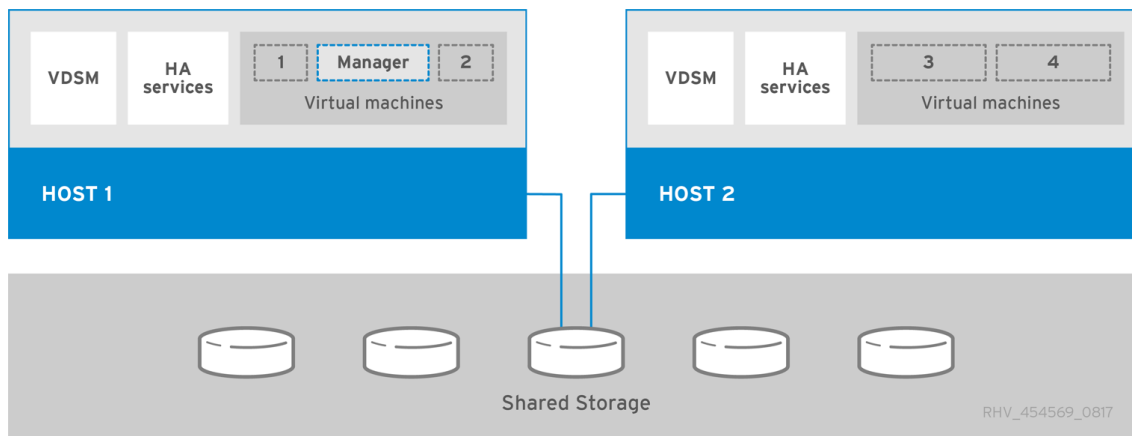 VDSM
HA
services
1
Manager
2
Virtual machines
HOST 1
VDSM
HA
services
3
4
Virtual machines
HOST 2
Shared Storage
RHV_454569_0817